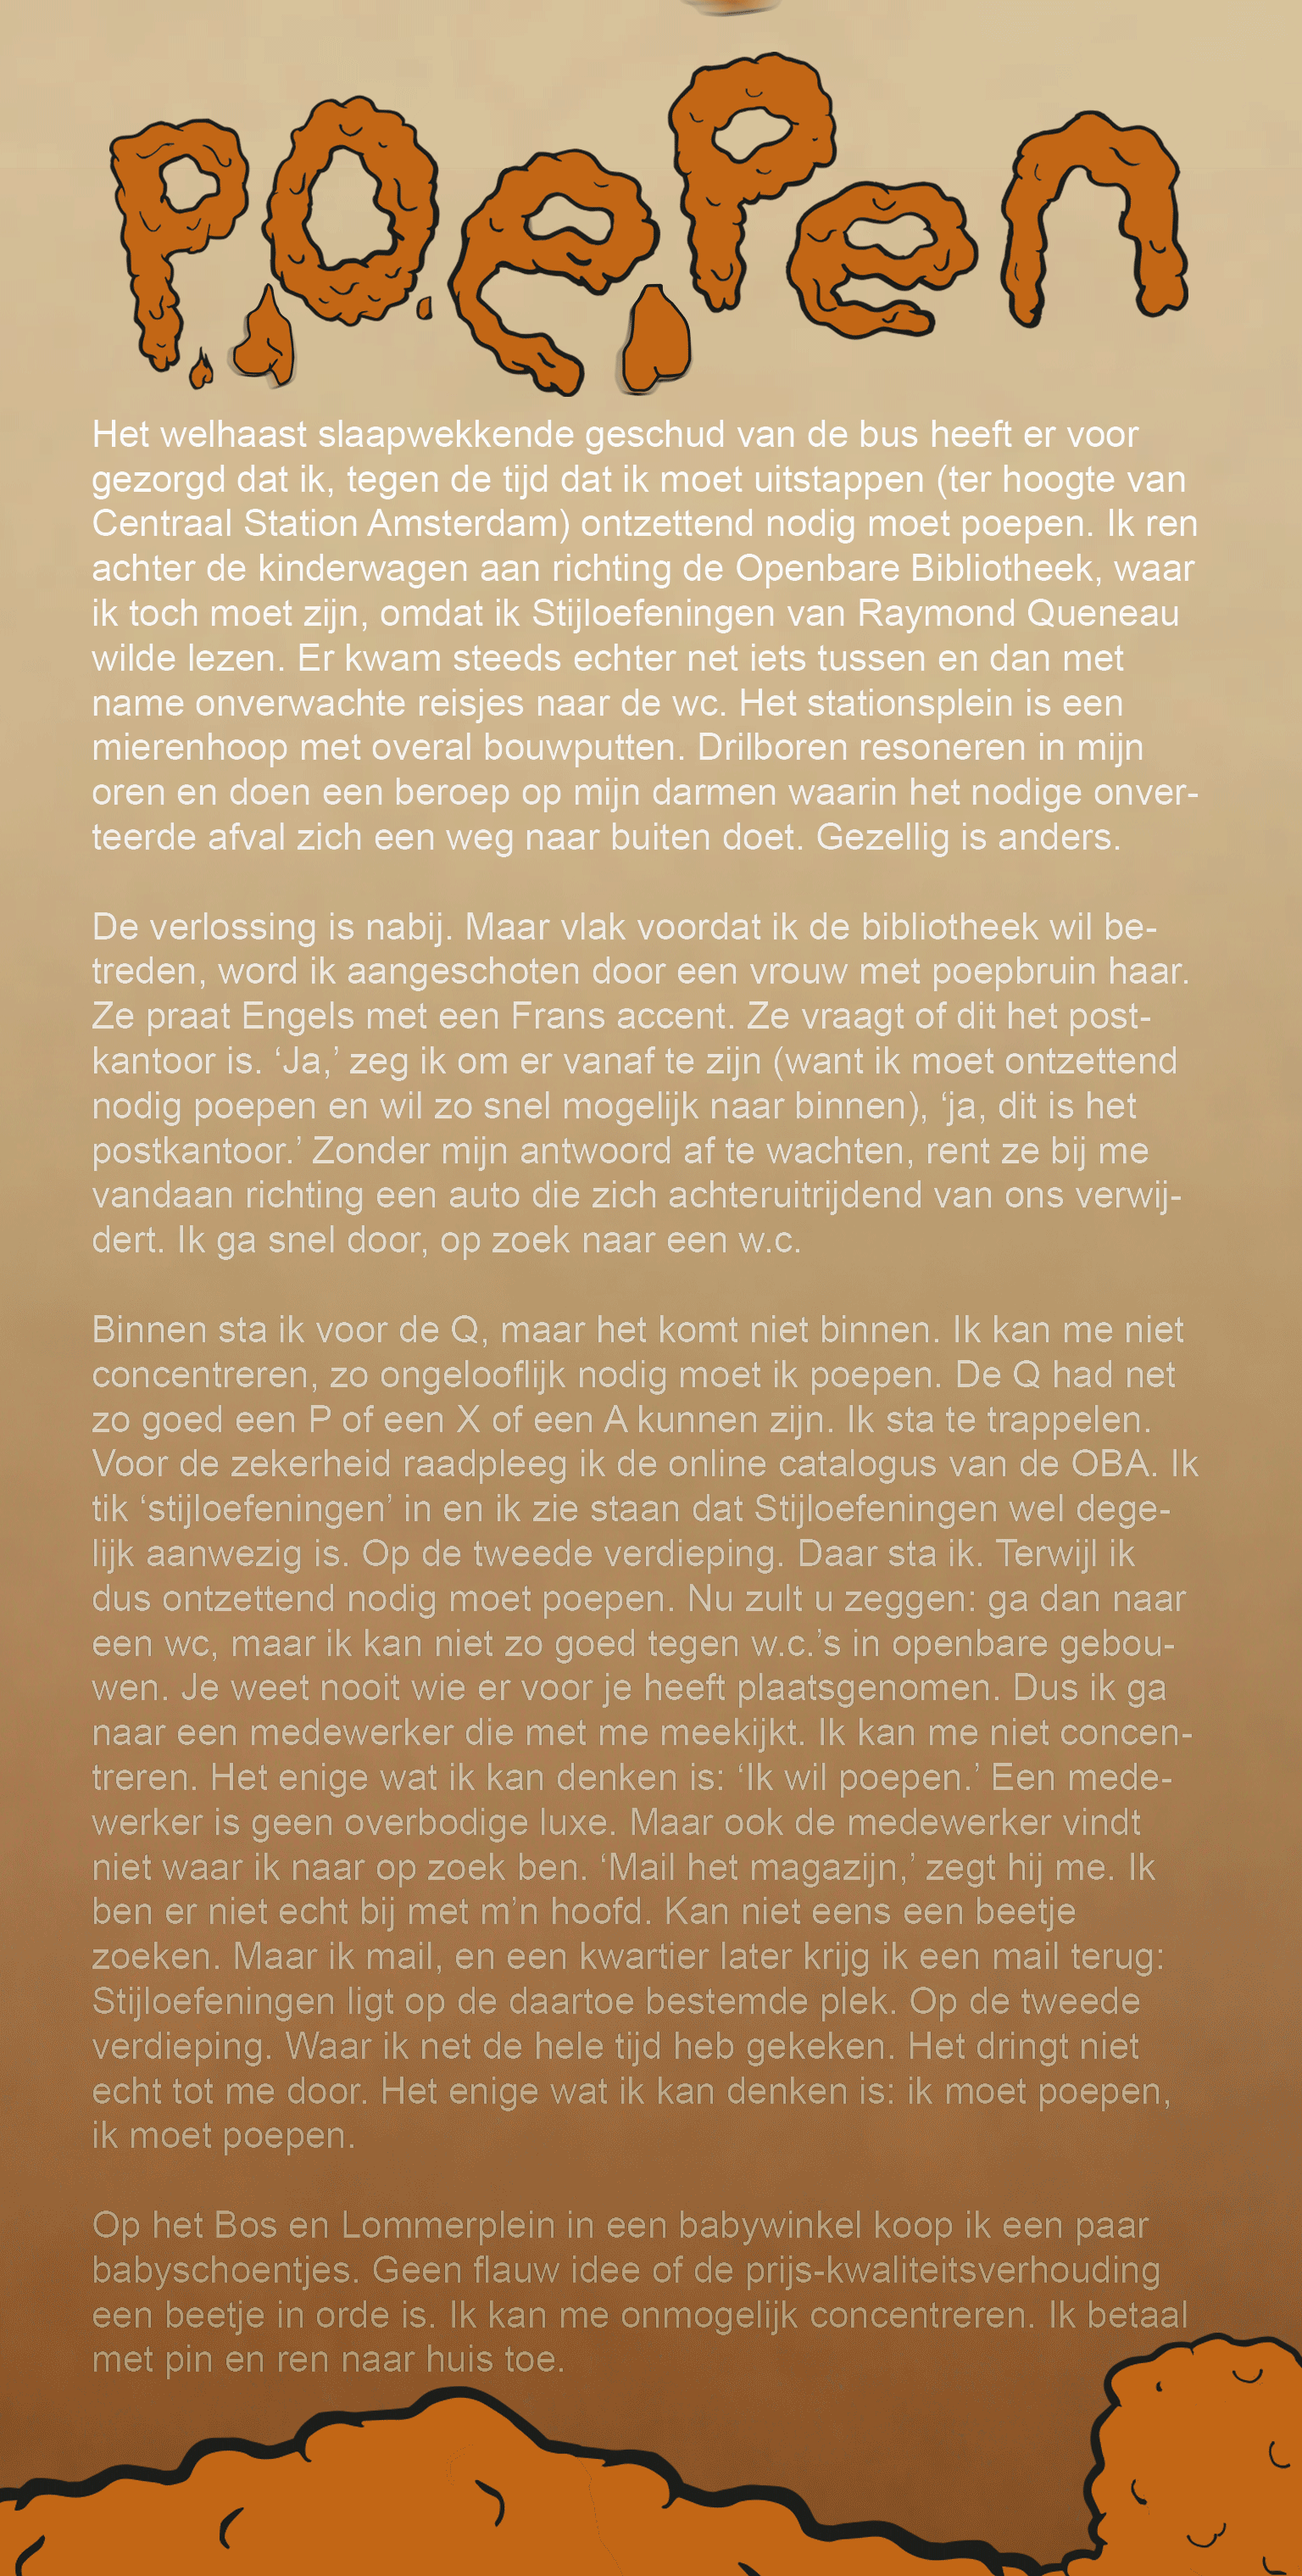 poepen
Het welhaast slaapwekkende geschud van de bus heeft er voor
gezorgd dat ik, tegen de tijd dat ik moet uitstappen (ter hoogte van
Centraal Station Amsterdam) ontzettend nodig moet poepen. Ik ren
achter de kinderwagen aan richting de Openbare Bibliotheek, waar
ik toch moet zijn, omdat ik Stijloefeningen van Raymond Queneau
wilde lezen. Er kwam steeds echter net iets tussen en dan met
name onverwachte reisjes naar de wc. Het stationsplein is een
mierenhoop met overal bouwputten. Drilboren resoneren in mijn
oren en doen een beroep op mijn darmen waarin het nodige onver-
teerde afval zich een weg naar buiten doet. Gezellig is anders.
De verlossing is nabij. Maar vlak voordat ik de bibliotheek wil be-
treden, word ik aangeschoten door een vrouw met poepbruin haar.
Ze praat Engels met een Frans accent. Ze vraagt of dit het post-
kantoor is. ‘Ja,’ zeg ik om er vanaf te zijn (want ik moet ontzettend
nodig poepen en wil zo snel mogelijk naar binnen), ‘ja, dit is het
postkantoor.’ Zonder mijn antwoord af te wachten, rent ze bij me
vandaan richting een auto die zich achteruitrijdend van ons verwij-
dert. Ik ga snel door, op zoek naar een w.c.
Binnen sta ik voor de Q, maar het komt niet binnen. Ik kan me niet
concentreren, zo ongelooflijk nodig moet ik poepen. De Q had net
zo goed een P of een X of een A kunnen zijn. Ik sta te trappelen.
Voor de zekerheid raadpleeg ik de online catalogus van de OBA. Ik
tik ‘stijloefeningen’ in en ik zie staan dat Stijloefeningen wel dege-
lijk aanwezig is. Op de tweede verdieping. Daar sta ik. Terwijl ik
dus ontzettend nodig moet poepen. Nu zult u zeggen: ga dan naar
een wc, maar ik kan niet zo goed tegen w.c.’s in openbare gebou-
wen. Je weet nooit wie er voor je heeft plaatsgenomen. Dus ik ga
naar een medewerker die met me meekijkt. Ik kan me niet concen-
treren. Het enige wat ik kan denken is: ‘Ik wil poepen.’ Een mede-
werker is geen overbodige luxe. Maar ook de medewerker vindt
niet waar ik naar op zoek ben. ‘Mail het magazijn,’ zegt hij me. Ik
ben er niet echt bij met m’n hoofd. Kan niet eens een beetje
zoeken. Maar ik mail, en een kwartier later krijg ik een mail terug:
Stijloefeningen ligt op de daartoe bestemde plek. Op de tweede
verdieping. Waar ik net de hele tijd heb gekeken. Het dringt niet
echt tot me door. Het enige wat ik kan denken is: ik moet poepen,
ik moet poepen.
Op het Bos en Lommerplein in een babywinkel koop ik een paar
babyschoentjes. Geen flauw idee of de prijs-kwaliteitsverhouding
een beetje in orde is. Ik kan me onmogelijk concentreren. Ik betaal
met pin en ren naar huis toe.